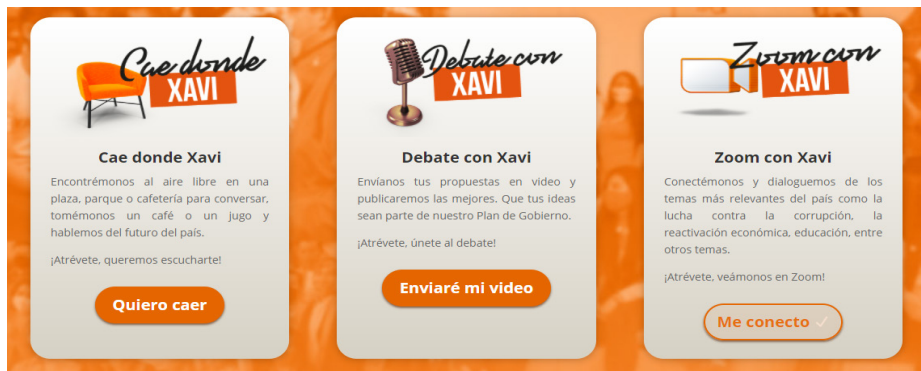 Cae donde
XAVI
Cae donde Xavi
Encontrémonos al aire libre en una
plaza, parque o cafetería para conversar,
tomémonos un café o un jugo y
hablemos del futuro del país.
¡Atrévete, queremos escucharte!
Quiero caer
Debate con
XAVI
Debate con Xavi
Envíanos tus propuestas en video y
publicaremos las mejores. Que tus ideas
sean parte de nuestro Plan de Gobierno.
¡Atrévete, únete al debate!
Enviaré mi video
Zoom con
XAVI
Zoom con Xavi
Conectémonos y dialoguemos de los
temas más relevantes del país como la
lucha contra la corrupción, la
reactivación económica, educación, entre
otros temas.
¡Atrévete, veámonos en Zoom!
Me conecto